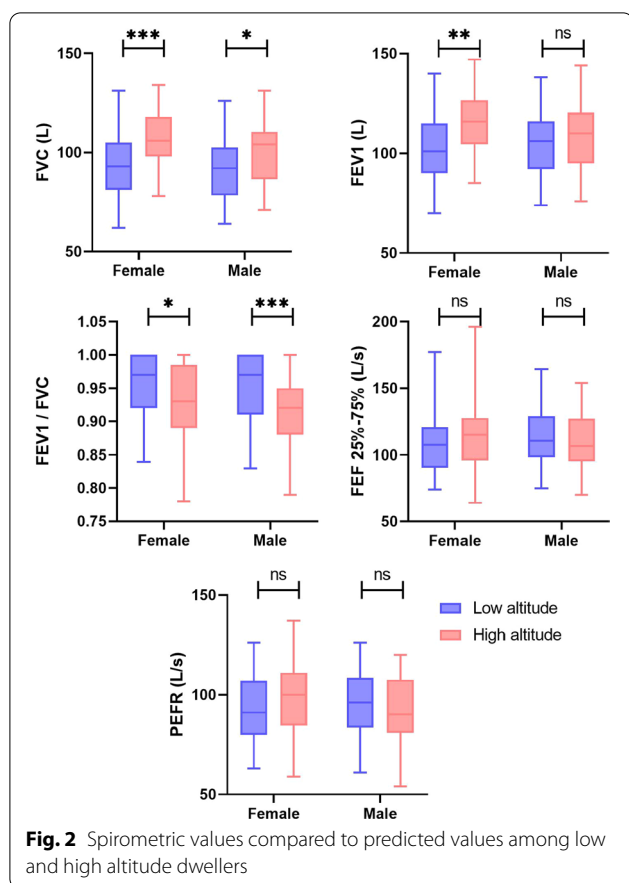 *** *
150
100
50
FVC (L)
Female Male
** ns
150
100
50
FEV1 (L)
Female Male
* ***
1.05
1.00
0.95
0.90
0.85
0.80
0.75
FEV1 / FVC
Female Male
ns ns
200
150
100
50
FEF 25%-75% (L/s)
Female Male
ns ns
150
100
50
PEFR (L/s)
Female Male
Low altitude
High altitude
Fig. 2 Spirometric values compared to predicted values among low
and high altitude dwellers